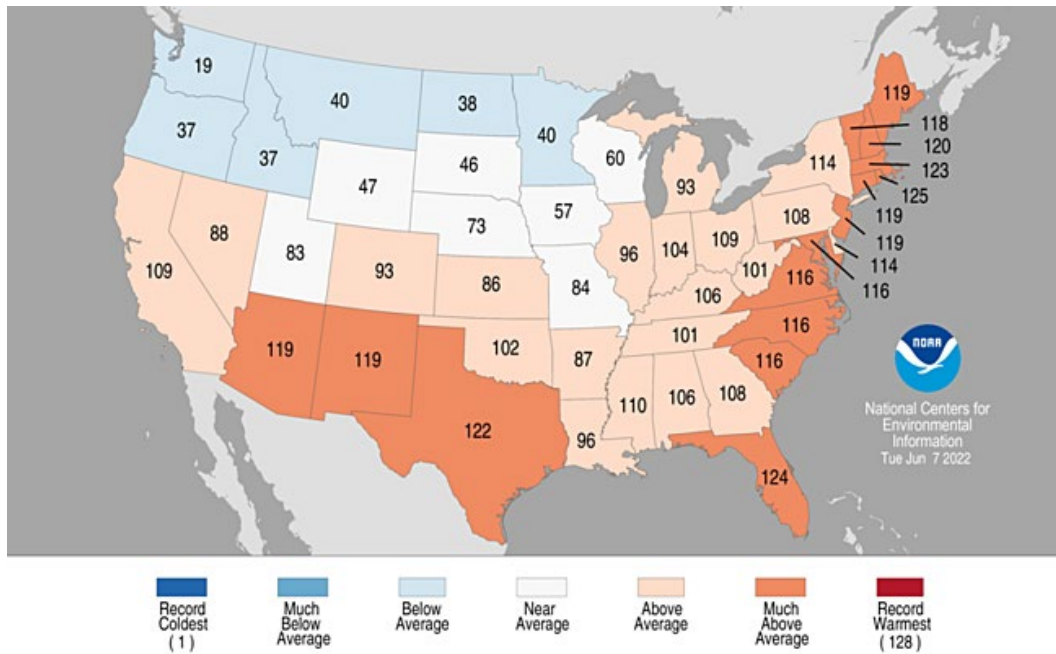 19
40
38
40
119
37
37
47
46
60
93
114
118
120
123
125
119
119
114
116
73
57
109
88
83
93
86
84
96
104
109
108
101
106
116
119
119
102
87
101
116
116
122
96
110
106
108
124
NOAA
National Centers for
Environmental
Information
Tue Jun 7 2022
Record
Coldest
( 1 )
Much
Below
Average
Below
Average
Near
Average
Above
Average
Much
Above
Average
Record
Warmest
( 128 )